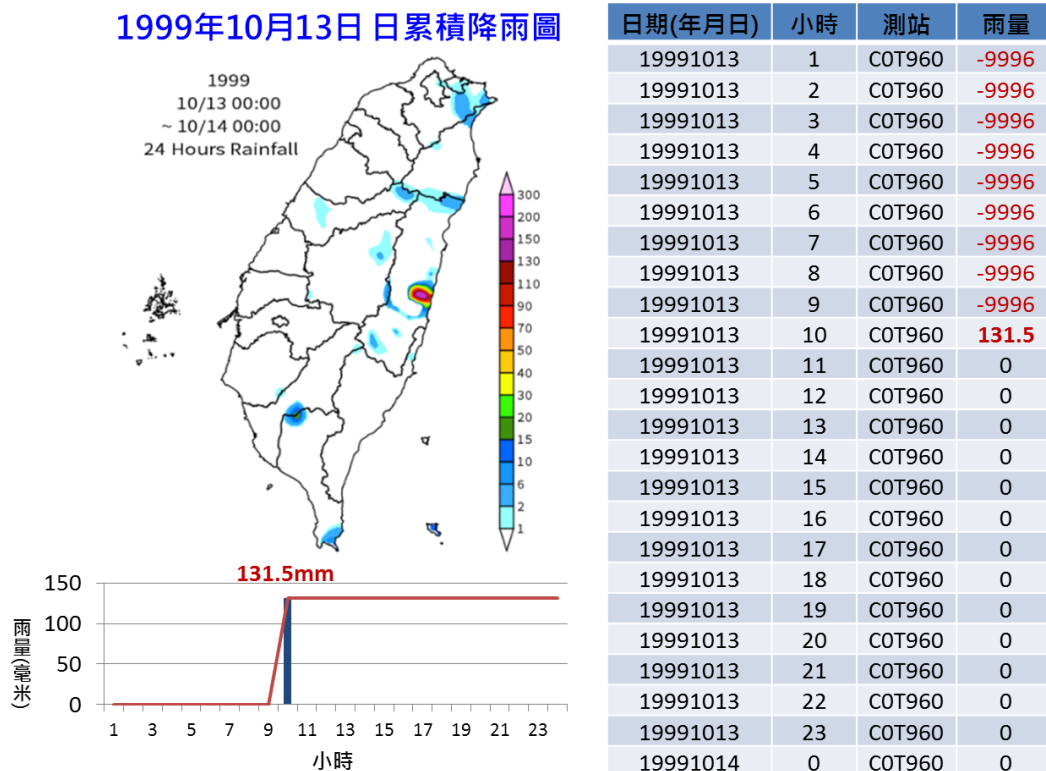 1999年10月13日 日累積降雨圖
1999
10/13 00:00
~ 10/14 00:00
24 Hours Rainfall
300
200
150
130
110
90
70
50
40
30
20
15
10
6
2
1
131.5mm
150
100
50
0
雨量(毫米)
1 3 5 7 9 11 13 15 17 19 21 23
小時
日期(年月日) 小時 測站 雨量
19991013 1 C0T960 -9996
19991013 2 C0T960 -9996
19991013 3 C0T960 -9996
19991013 4 C0T960 -9996
19991013 5 C0T960 -9996
19991013 6 C0T960 -9996
19991013 7 C0T960 -9996
19991013 8 C0T960 -9996
19991013 9 C0T960 -9996
19991013 10 C0T960 131.5
19991013 11 C0T960 0
19991013 12 C0T960 0
19991013 13 C0T960 0
19991013 14 C0T960 0
19991013 15 C0T960 0
19991013 16 C0T960 0
19991013 17 C0T960 0
19991013 18 C0T960 0
19991013 19 C0T960 0
19991013 20 C0T960 0
19991013 21 C0T960 0
19991013 22 C0T960 0
19991013 23 C0T960 0
19991014 0 C0T960 0